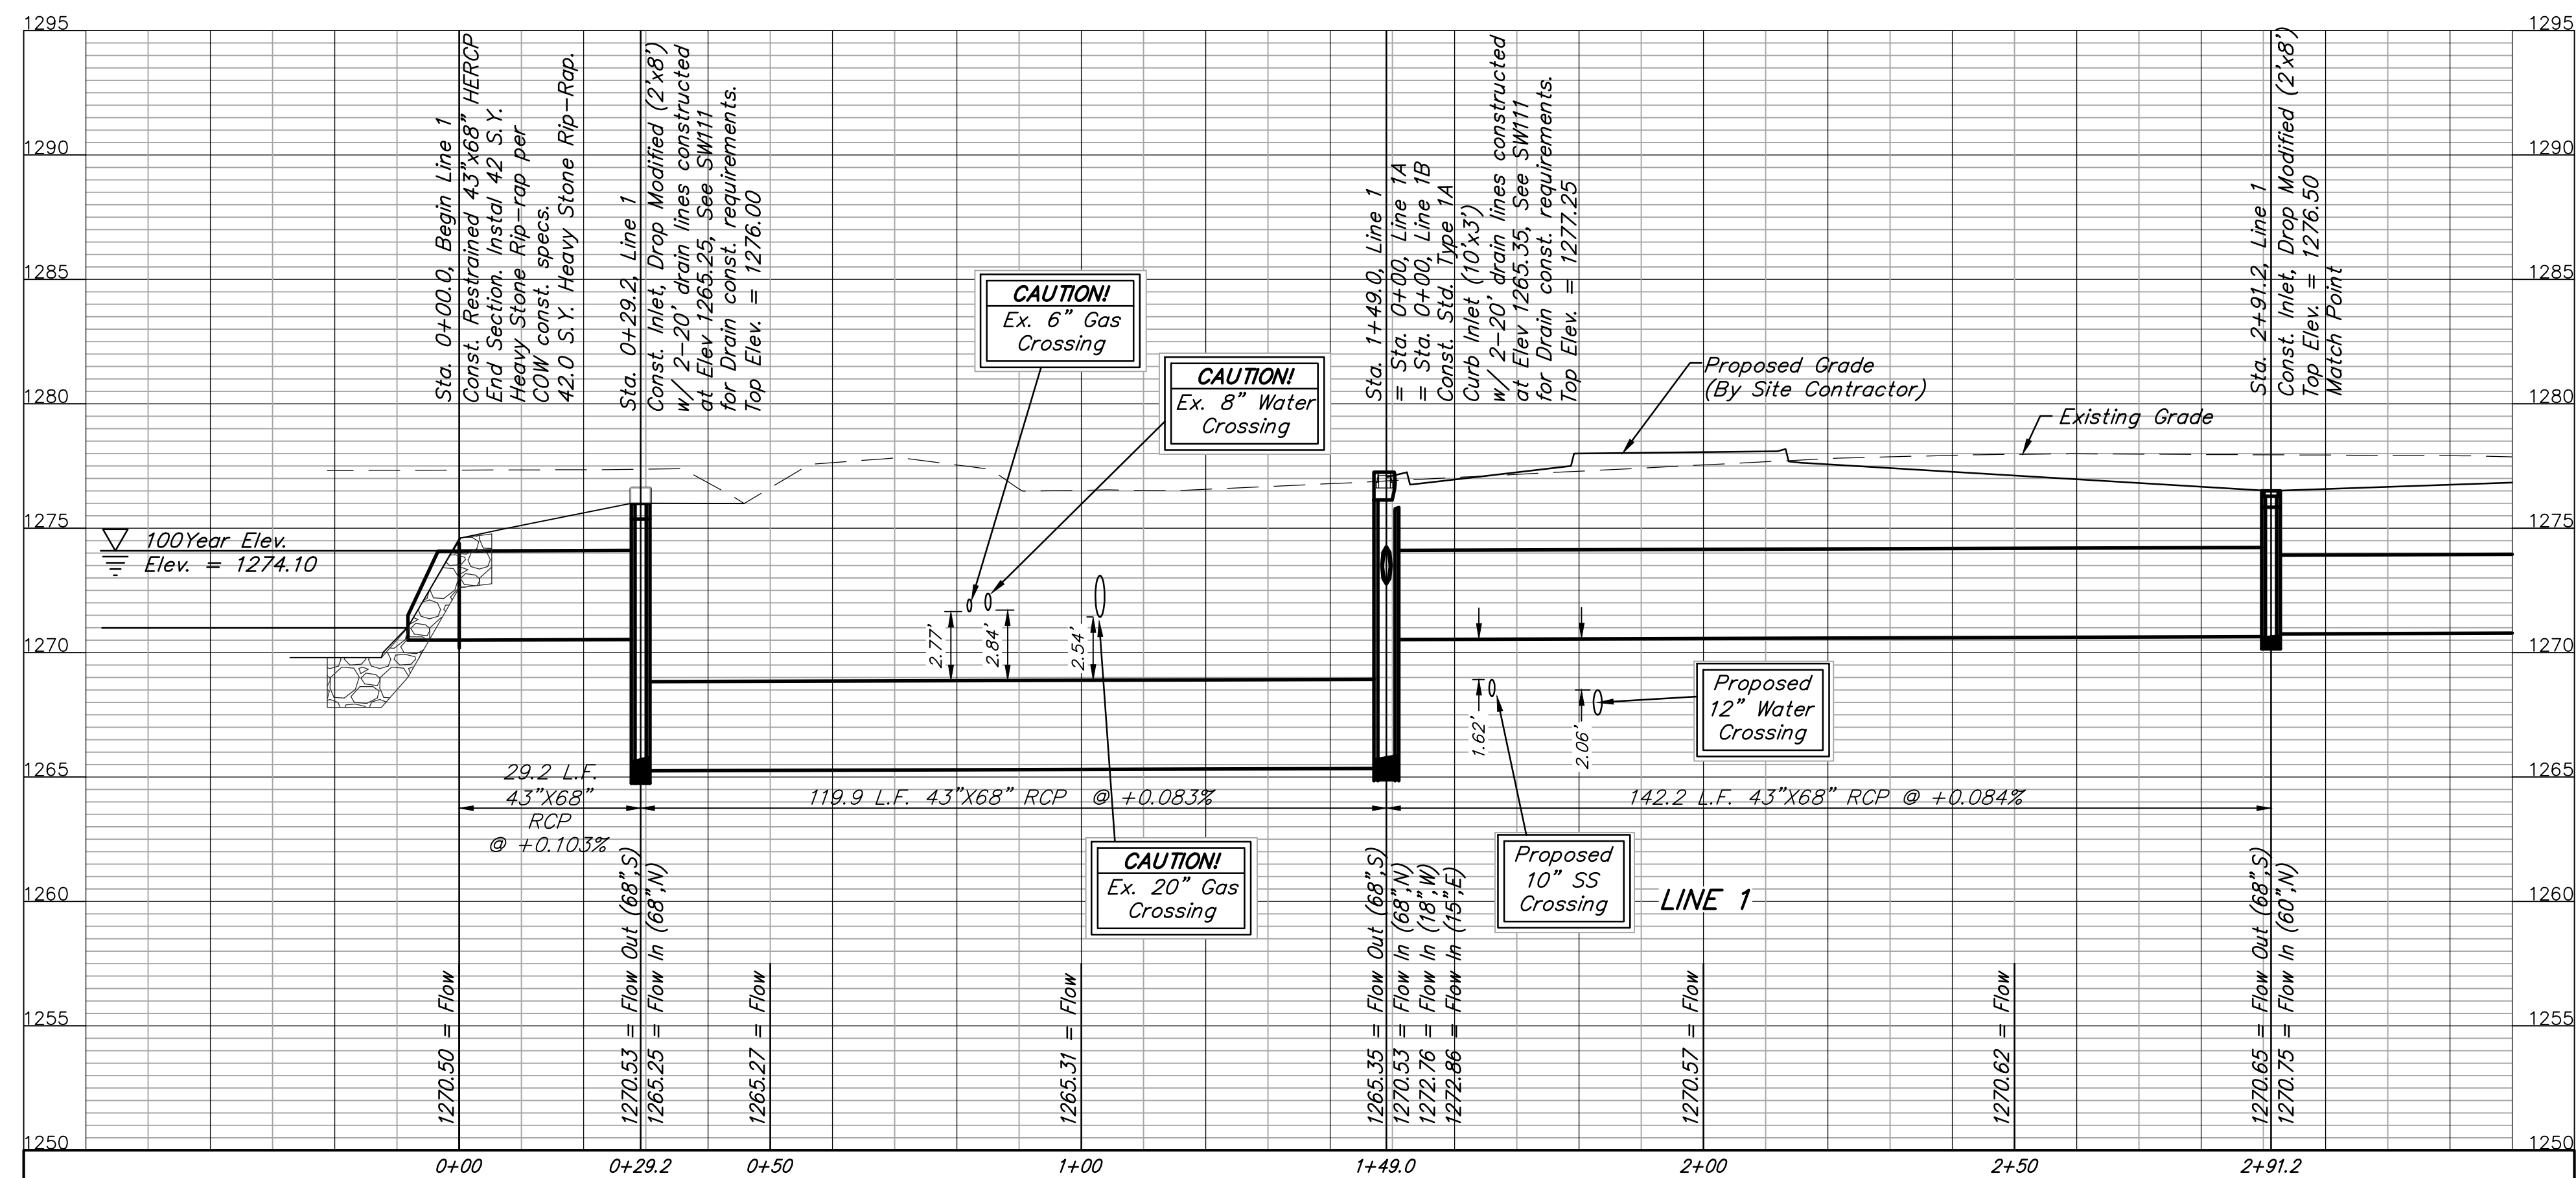 1295
1290
1285
1280
1275
1270
1265
1260
1255
1250
Sta. 0+00.0, Begin Line 1
Const. Restrained 43"x68" HERCP
End Section. Instal 42 S.Y.
Heavy Stone Rip-rap per
COW const. specs.
42.0 S.Y. Heavy Stone Rip-Rap.
Sta. 0+29.2, Line 1
Const. Inlet, Drop Modified (2'x8')
w/ 2-20' drain lines constructed
at Elev 1265.25, See SW111
for Drain const. requirements.
Top Elev. = 1276.00
CAUTION!
Ex. 6" Gas
Crossing
CAUTION!
Ex. 8" Water
Crossing
Sta. 1+49.0, Line 1
= Sta. 0+00, Line 1A
= Sta. 0+00, Line 1B
Const. Std. Type 1A
Curb Inlet (10'x3')
w/ 2-20' drain lines constructed
at Elev 1265.35, See SW111
for Drain const. requirements.
Top Elev. = 1277.25
Proposed Grade
(By Site Contractor)
Existing Grade
Sta. 2+91.2, Line 1
Const. Inlet, Drop Modified (2'x8')
Top Elev. = 1276.50
Match Point
1295
1290
1285
1280
1275
1270
1265
1260
1255
1250
100Year Elev.
Elev. = 1274.10
2.77'
2.84'
2.54'
1.62'
2.06'
Proposed
12" Water
Crossing
29.2 L.F.
43"X68"
RCP
@ +0.103%
119.9 L.F. 43"X68" RCP @ +0.083%
142.2 L.F. 43"X68" RCP @ +0.084%
CAUTION!
Ex. 20" Gas
Crossing
Proposed
10" SS
Crossing
LINE 1
1270.50 = Flow
1270.53 = Flow Out (68",S)
1265.25 = Flow In (68",N)
1265.27 = Flow
1265.31 = Flow
1265.35 = Flow Out (68",S)
1270.53 = Flow In (68",N)
1272.76 = Flow In (18",W)
1272.86 = Flow In (15",E)
1270.57 = Flow
1270.62 = Flow
1270.65 = Flow Out (68",S)
1270.75 = Flow In (60",N)
0+00
0+29.2
0+50
1+00
1+49.0
2+00
2+50
2+91.2